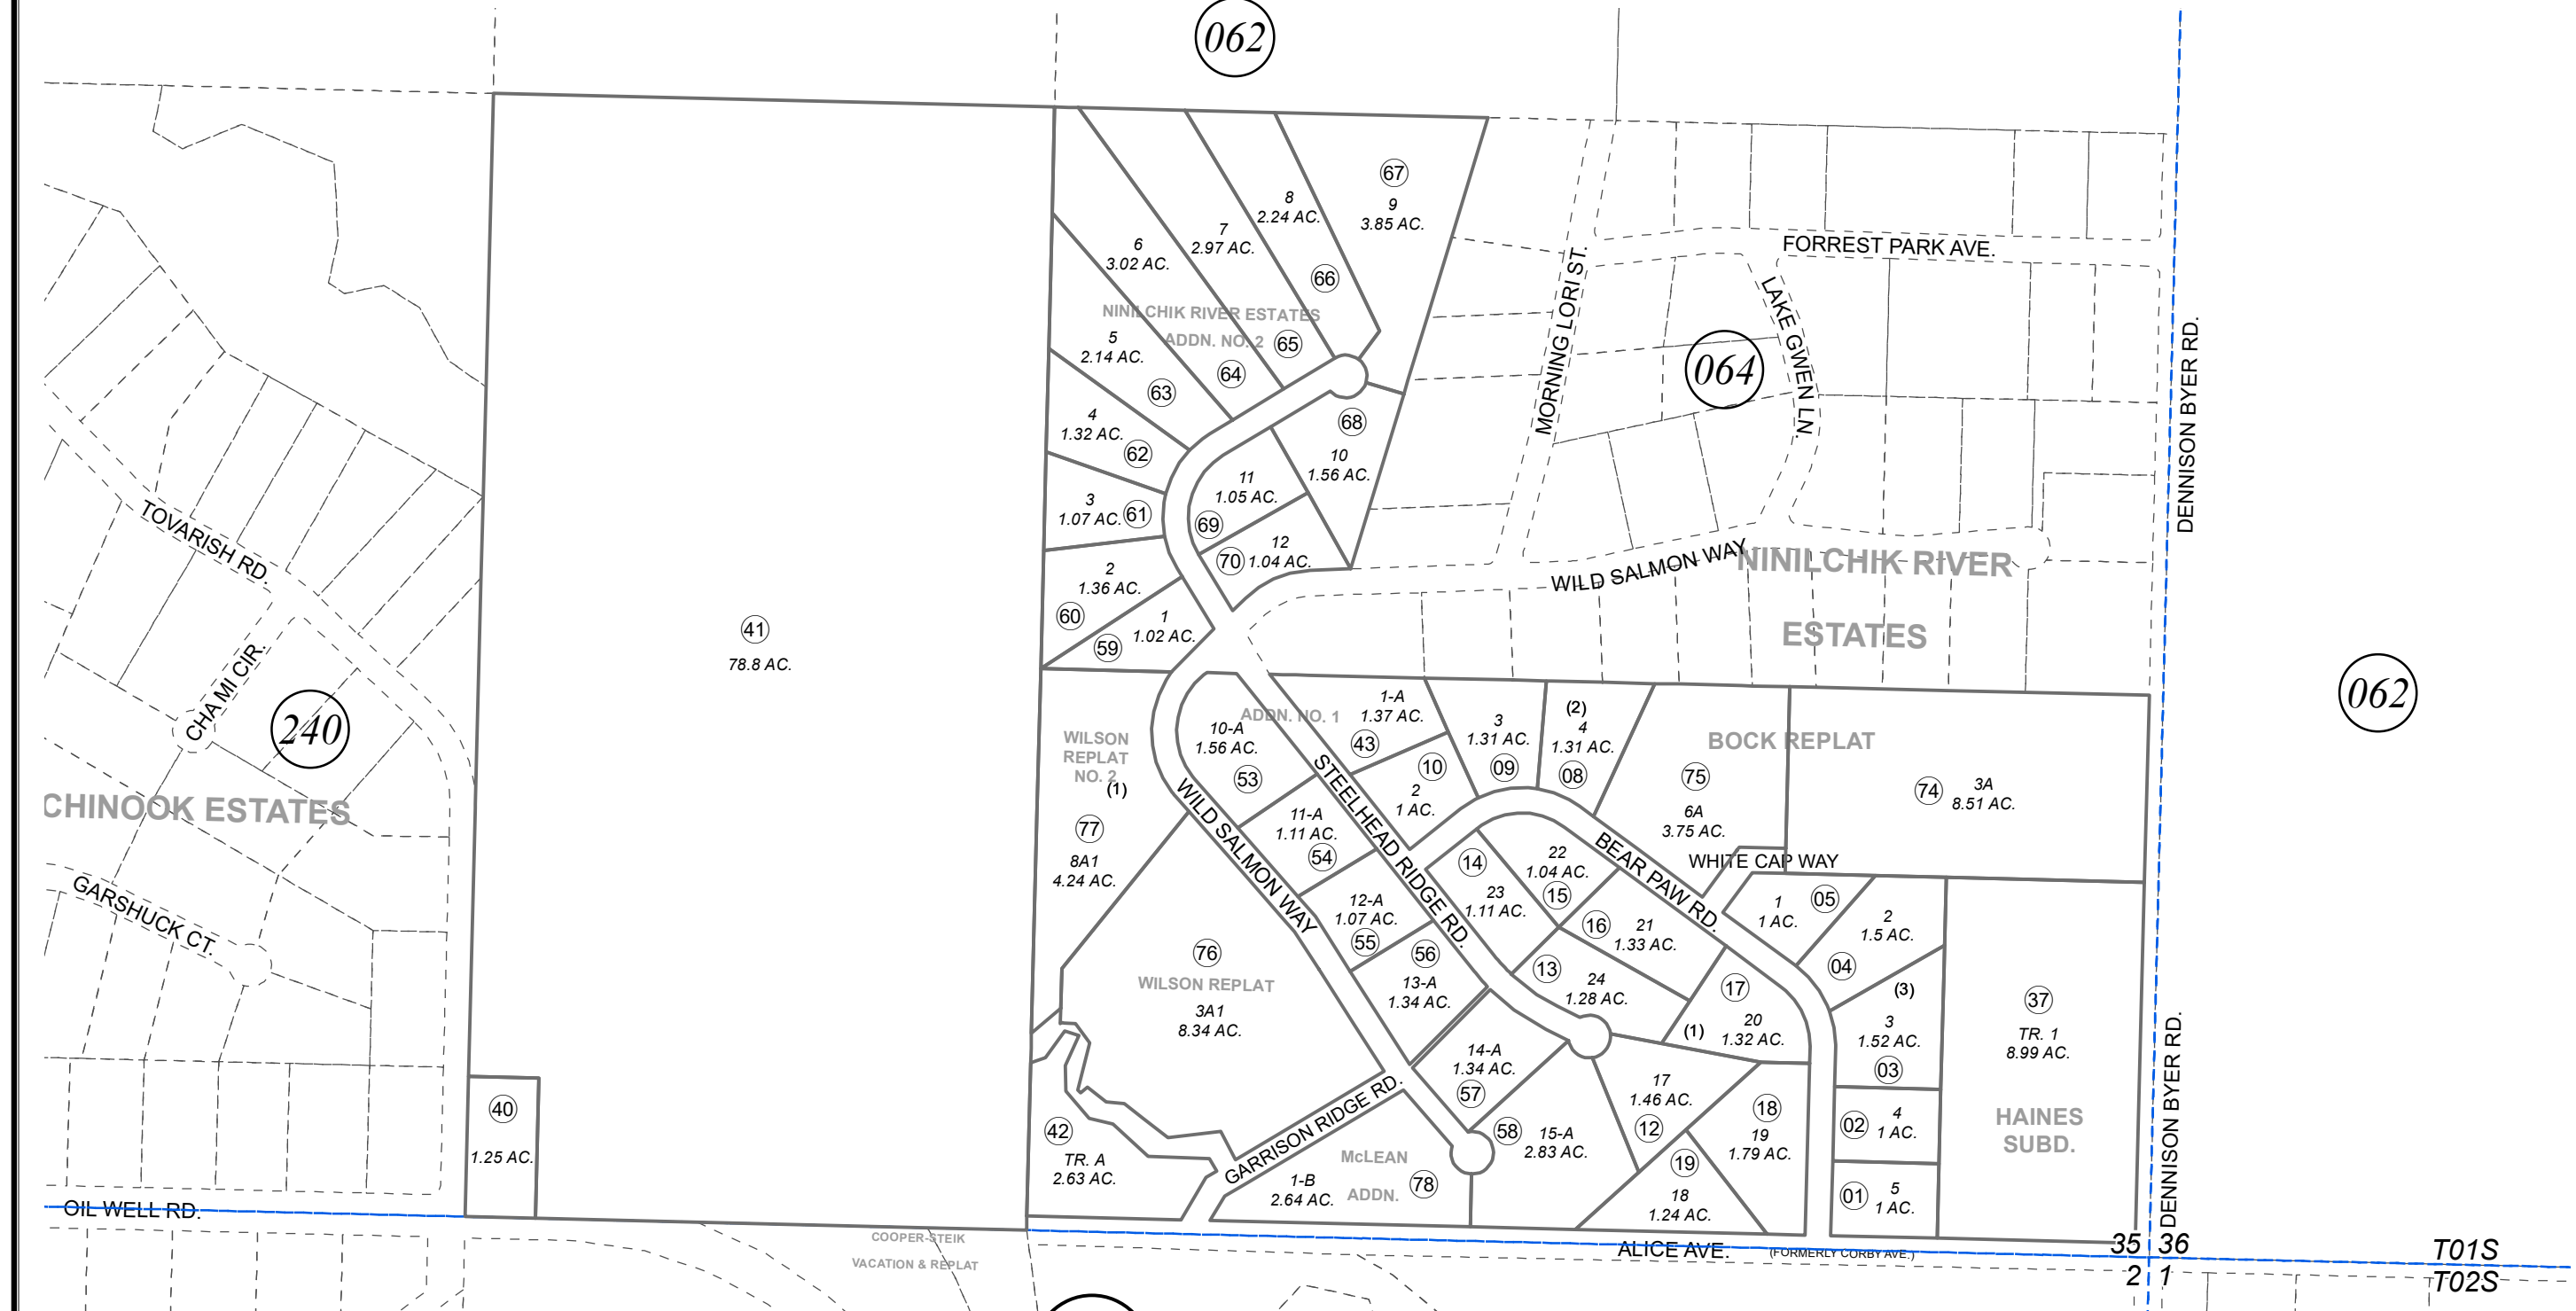 062
67
9
3.85 AC.
8
2.24 AC.
66
7
2.97 AC.
65
6
3.02 AC.
64
NINILCHIK RIVER ESTATES
ADDN. NO. 2
5
2.14 AC.
63
4
1.32 AC.
62
3
1.07 AC.
61
2
1.36 AC.
60
1
1.02 AC.
59
68
10
1.56 AC.
11
1.05 AC.
69
12
1.04 AC.
70
FORREST PARK AVE.
LAKE GWEN LN.
MORNING LORI ST.
064
DENNISON BYER RD.
WILD SALMON WAY
NINILCHIK RIVER
ESTATES
062
TOVARISH RD.
CHAMI CIR.
240
CHINOOK ESTATES
GARSHUCK CT.
41
78.8 AC.
40
1.25 AC.
OIL WELL RD.
WILSON
REPLAT
NO. 2
(1)
77
8A1
4.24 AC.
ADDN. NO. 1
10-A
1.56 AC.
53
1-A
1.37 AC.
43
10
2
1 AC.
3
1.31 AC.
09
(2)
4
1.31 AC.
08
BOCK REPLAT
75
6A
3.75 AC.
74
3A
8.51 AC.
WHITE CAP WAY
STEELHEAD RIDGE RD.
WILD SALMON WAY
BEAR PAW RD.
11-A
1.11 AC.
54
12-A
1.07 AC.
55
56
13-A
1.34 AC.
14-A
1.34 AC.
57
14
23
1.11 AC.
22
1.04 AC.
15
16
21
1.33 AC.
13
24
1.28 AC.
17
20
1.32 AC.
(1)
1
1 AC.
05
2
1.5 AC.
04
(3)
3
1.52 AC.
03
02
4
1 AC.
01
5
1 AC.
37
TR. 1
8.99 AC.
HAINES
SUBD.
DENNISON BYER RD.
76
WILSON REPLAT
3A1
8.34 AC.
42
TR. A
2.63 AC.
GARRISON RIDGE RD.
McLEAN
ADDN.
78
1-B
2.64 AC.
58
15-A
2.83 AC.
17
1.46 AC.
12
18
19
1.79 AC.
19
18
1.24 AC.
COOPER-STEIK
VACATION & REPLAT
ALICE AVE.
(FORMERLY CORBY AVE.)
35 36
2 1
T01S
T02S